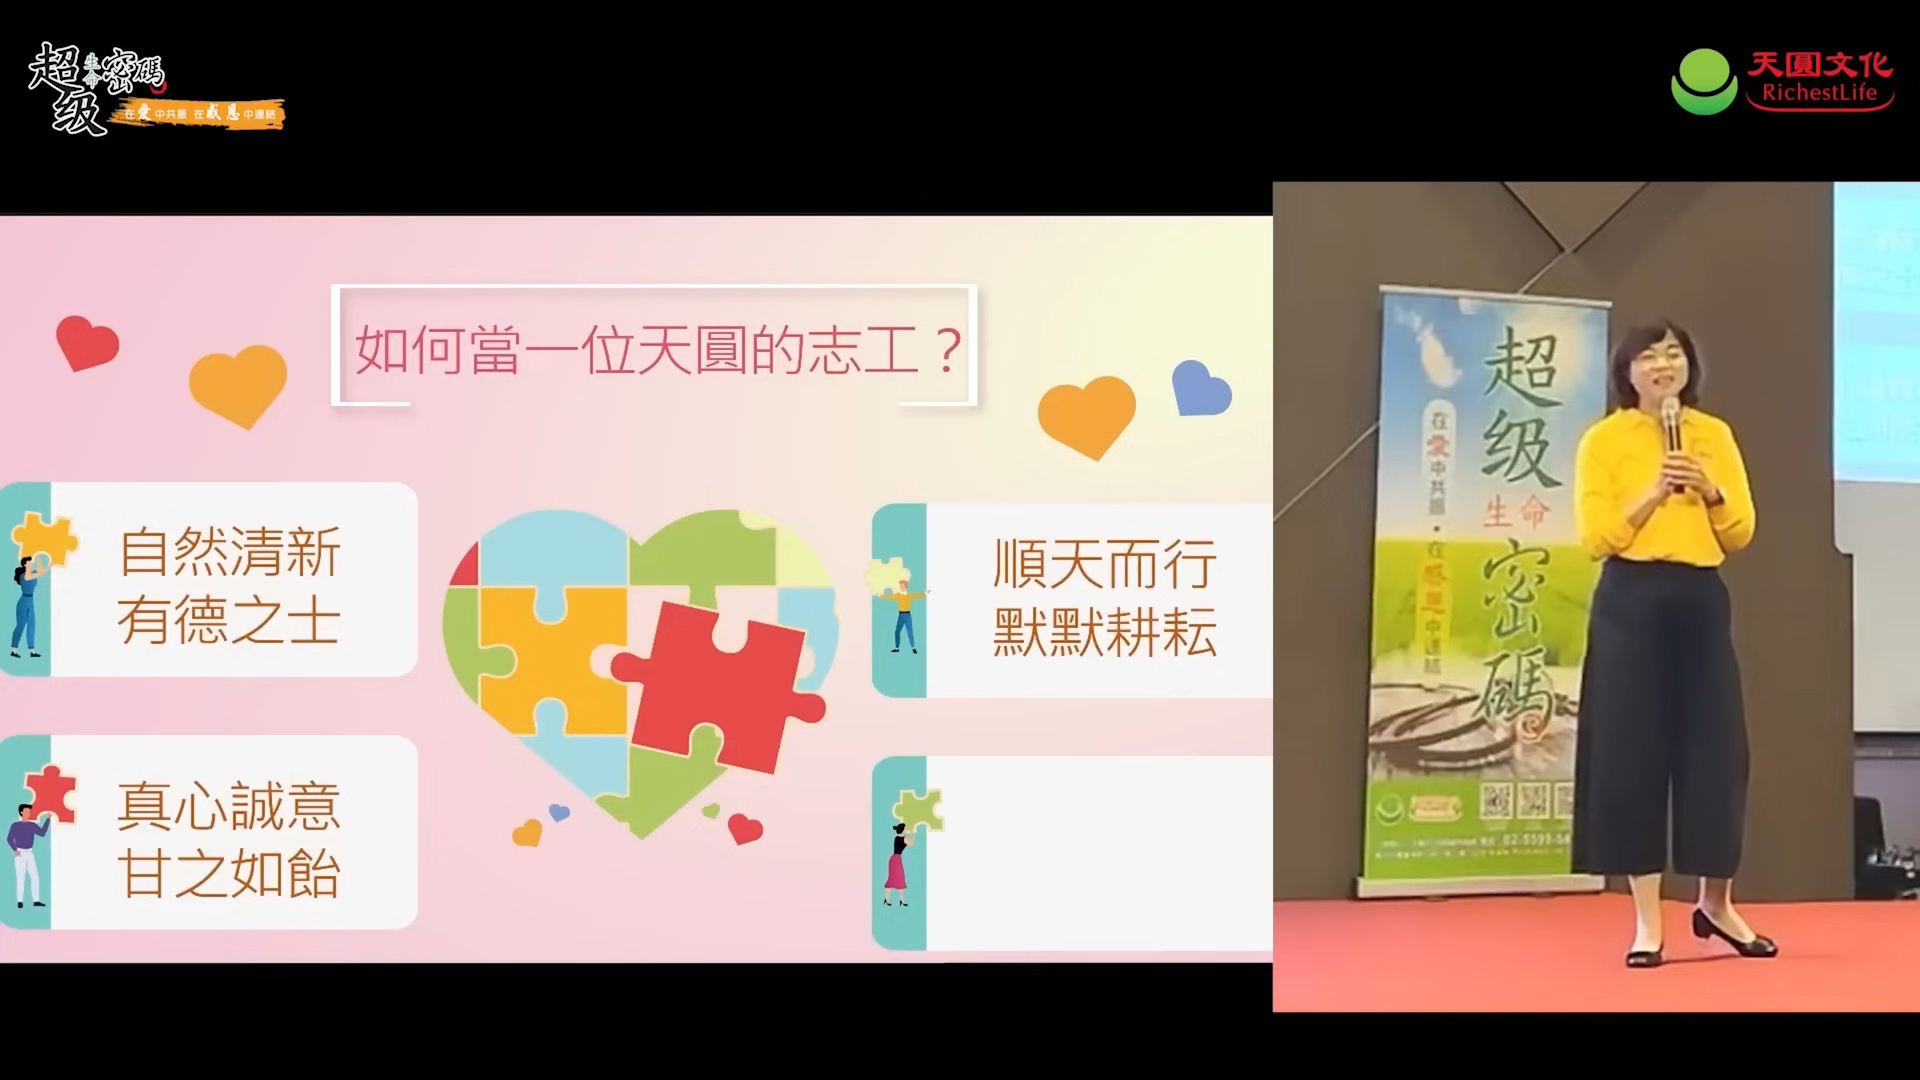 超级生命密碼
在愛中共振 在感恩中連結
天圓文化
RichestLife
如何當一位天圓的志工？
自然清新
有德之士
真心誠意
甘之如飴
順天而行
默默耕耘
超级生命密碼
在愛中共振・在感恩中連結